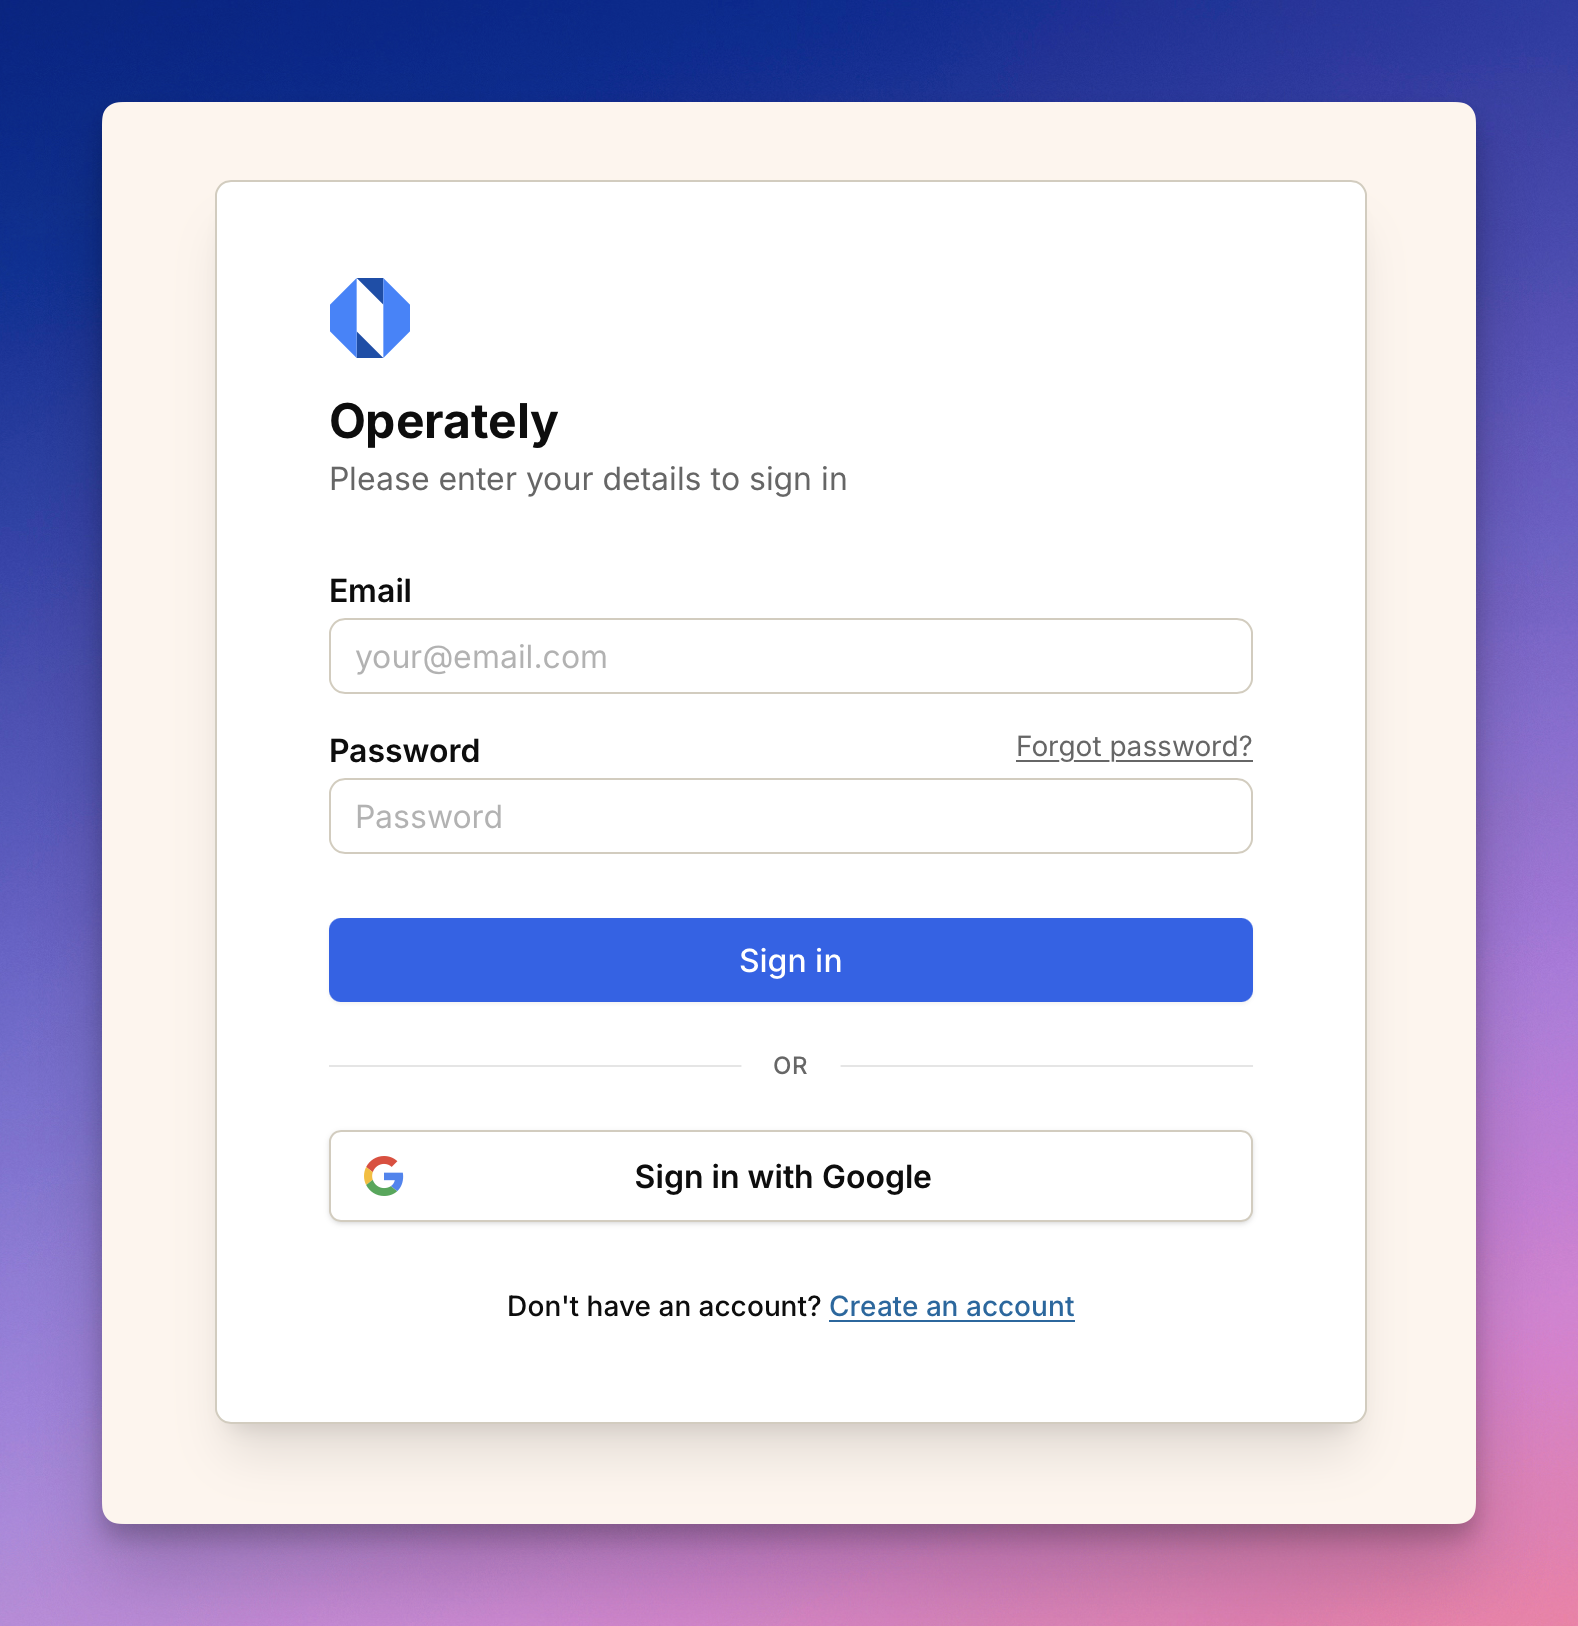 Operately
Please enter your details to sign in
Email
your@email.com
Password
Forgot password?
Password
Sign in
OR
Sign in with Google
Don't have an account? Create an account